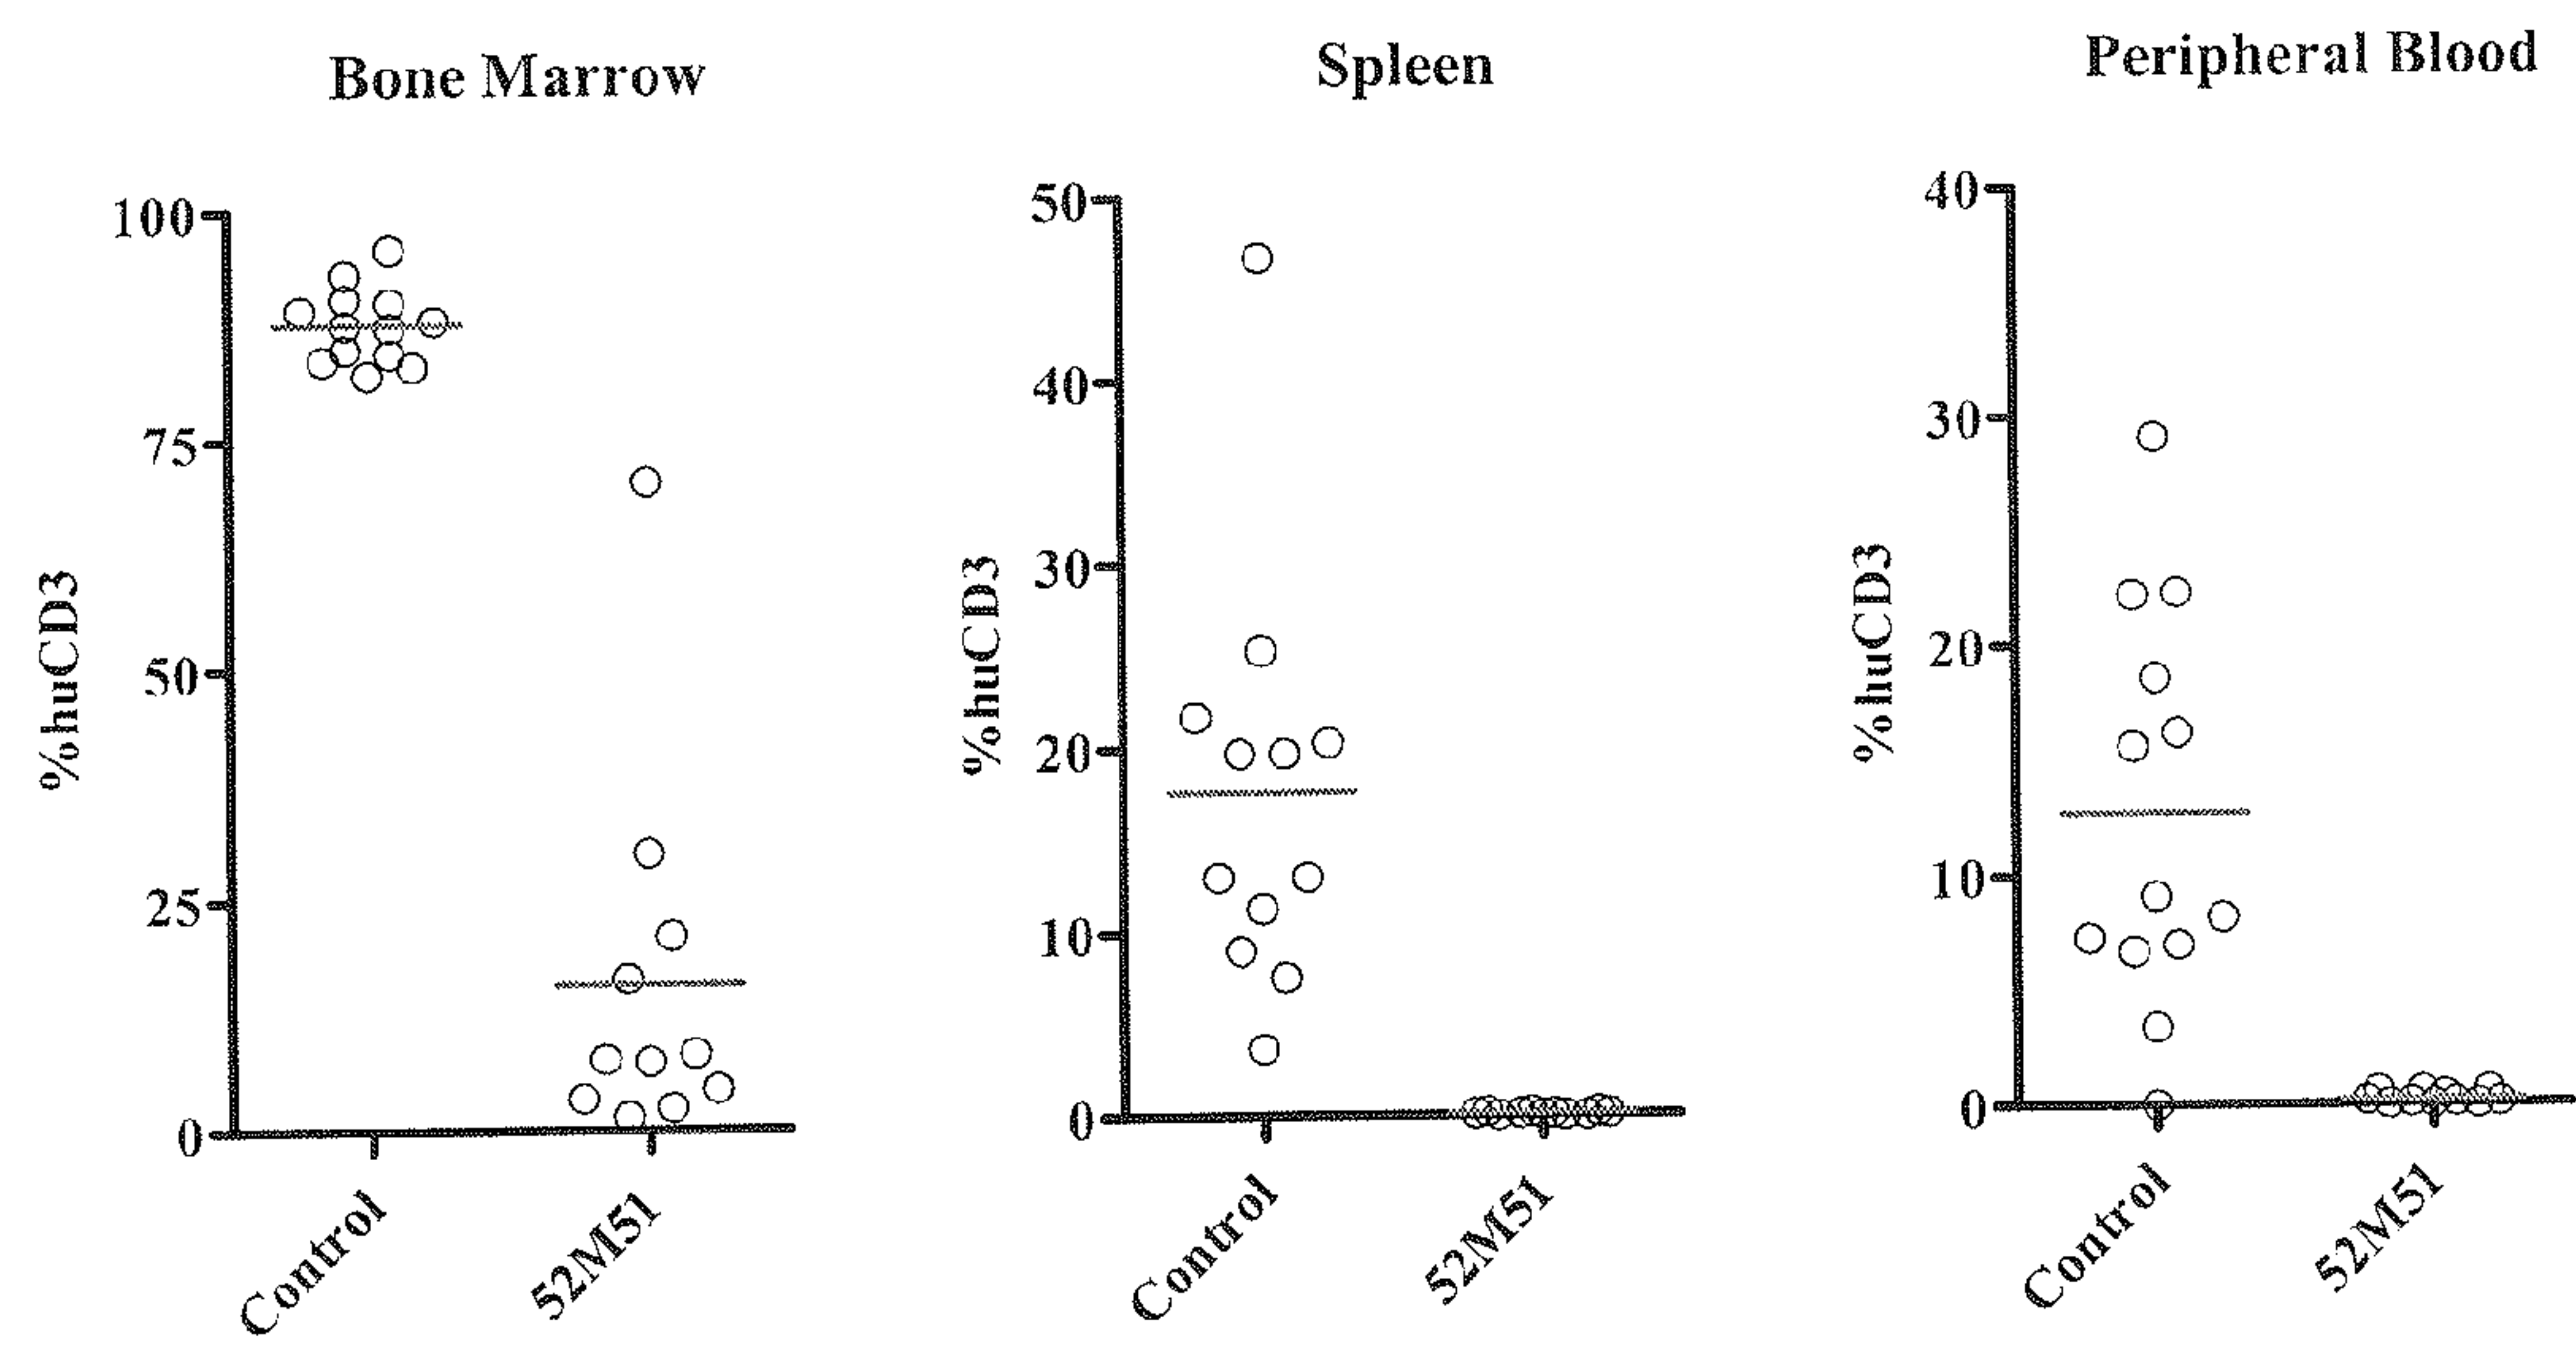 Bone Marrow
%huCD3
100
75
50
25
0
Control
52M51
Spleen
%huCD3
50
40
30
20
10
0
Control
52M51
Peripheral Blood
%huCD3
40
30
20
10
0
Control
52M51